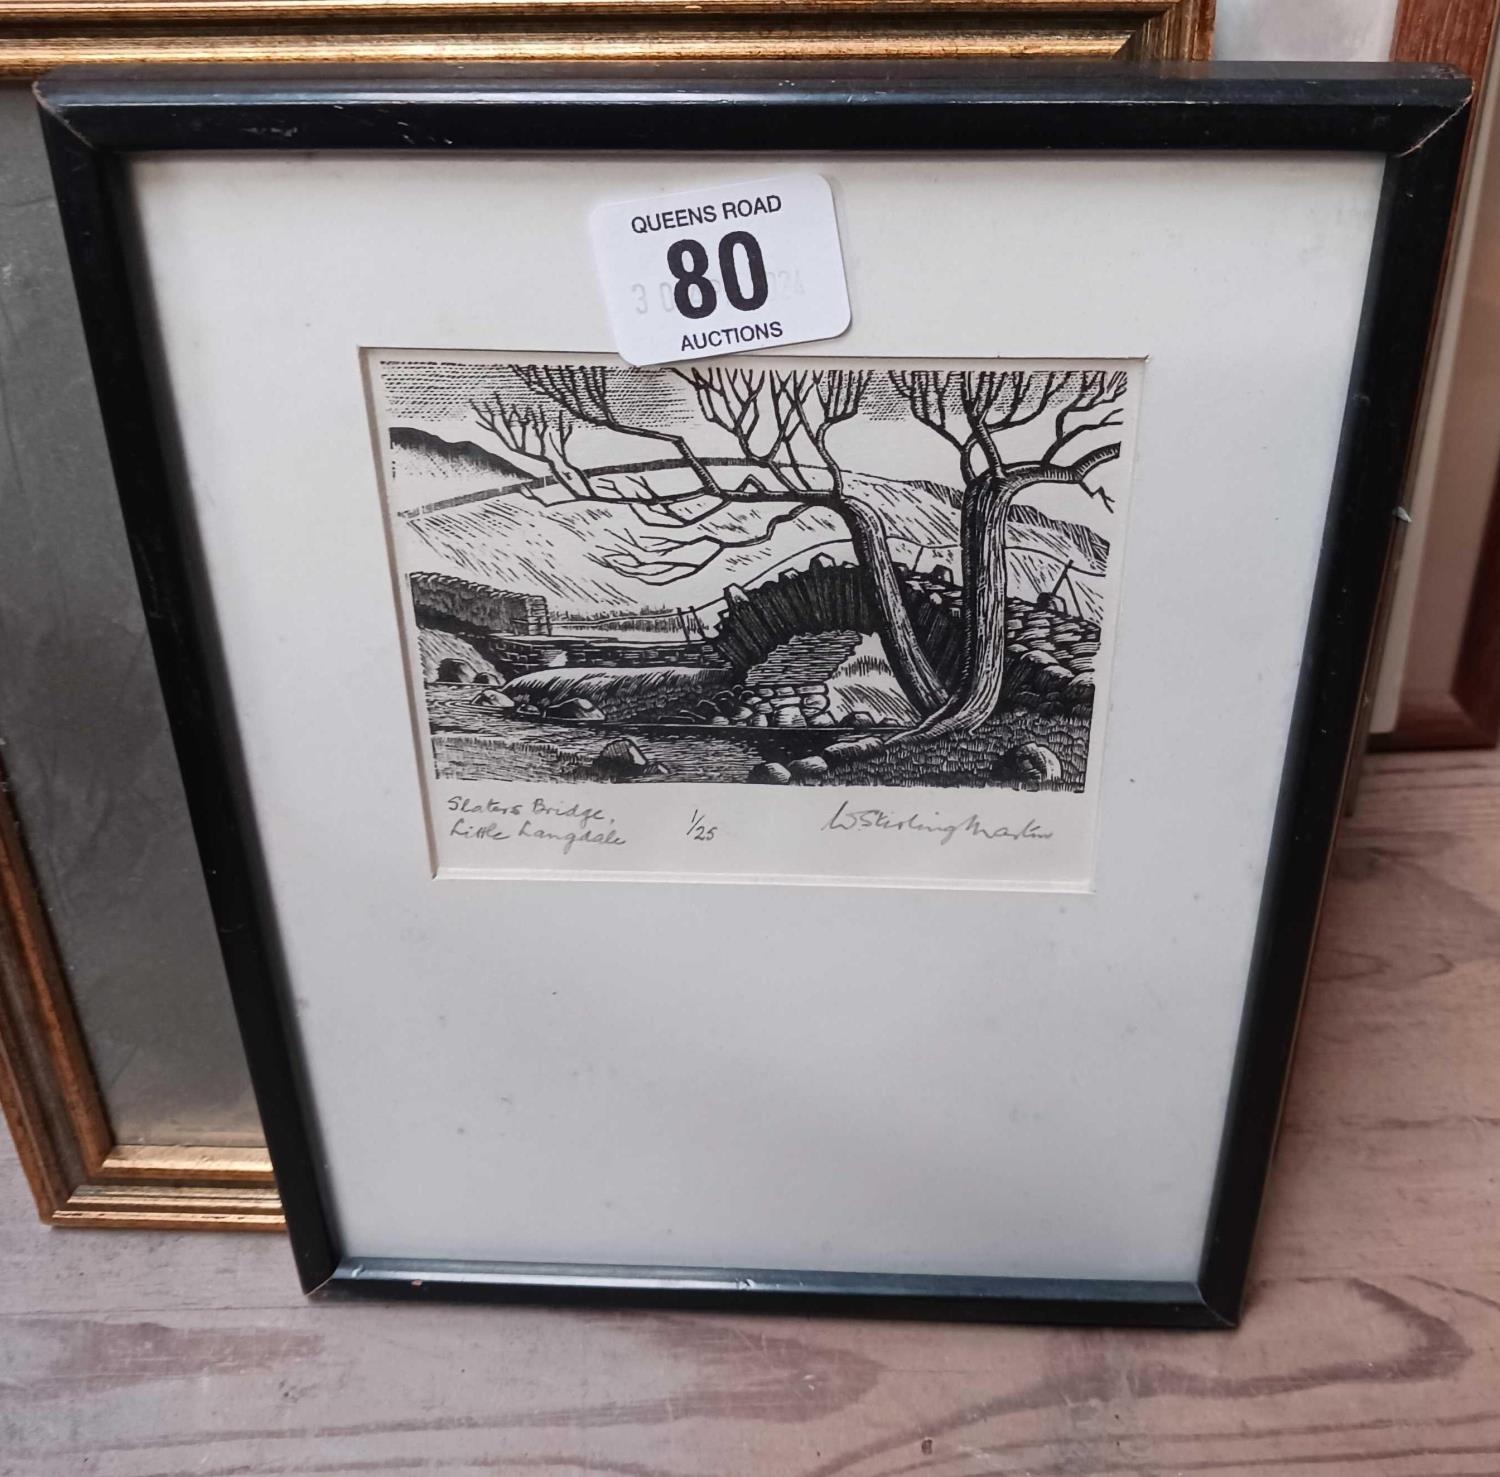 QUEENS ROAD
80
AUCTIONS
Slaters Bridge,
Little Langdale
1/25
W Stirling Martin